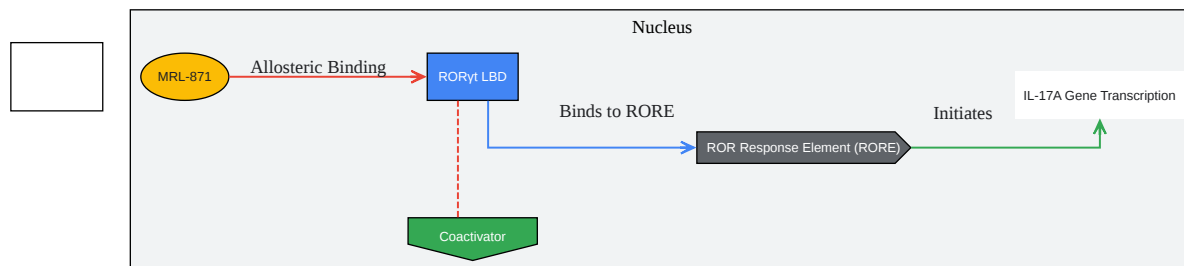 Nucleus
MRL-871
Allosteric Binding
RORγt LBD
Binds to RORE
ROR Response Element (RORE)
Initiates
IL-17A Gene Transcription
Coactivator